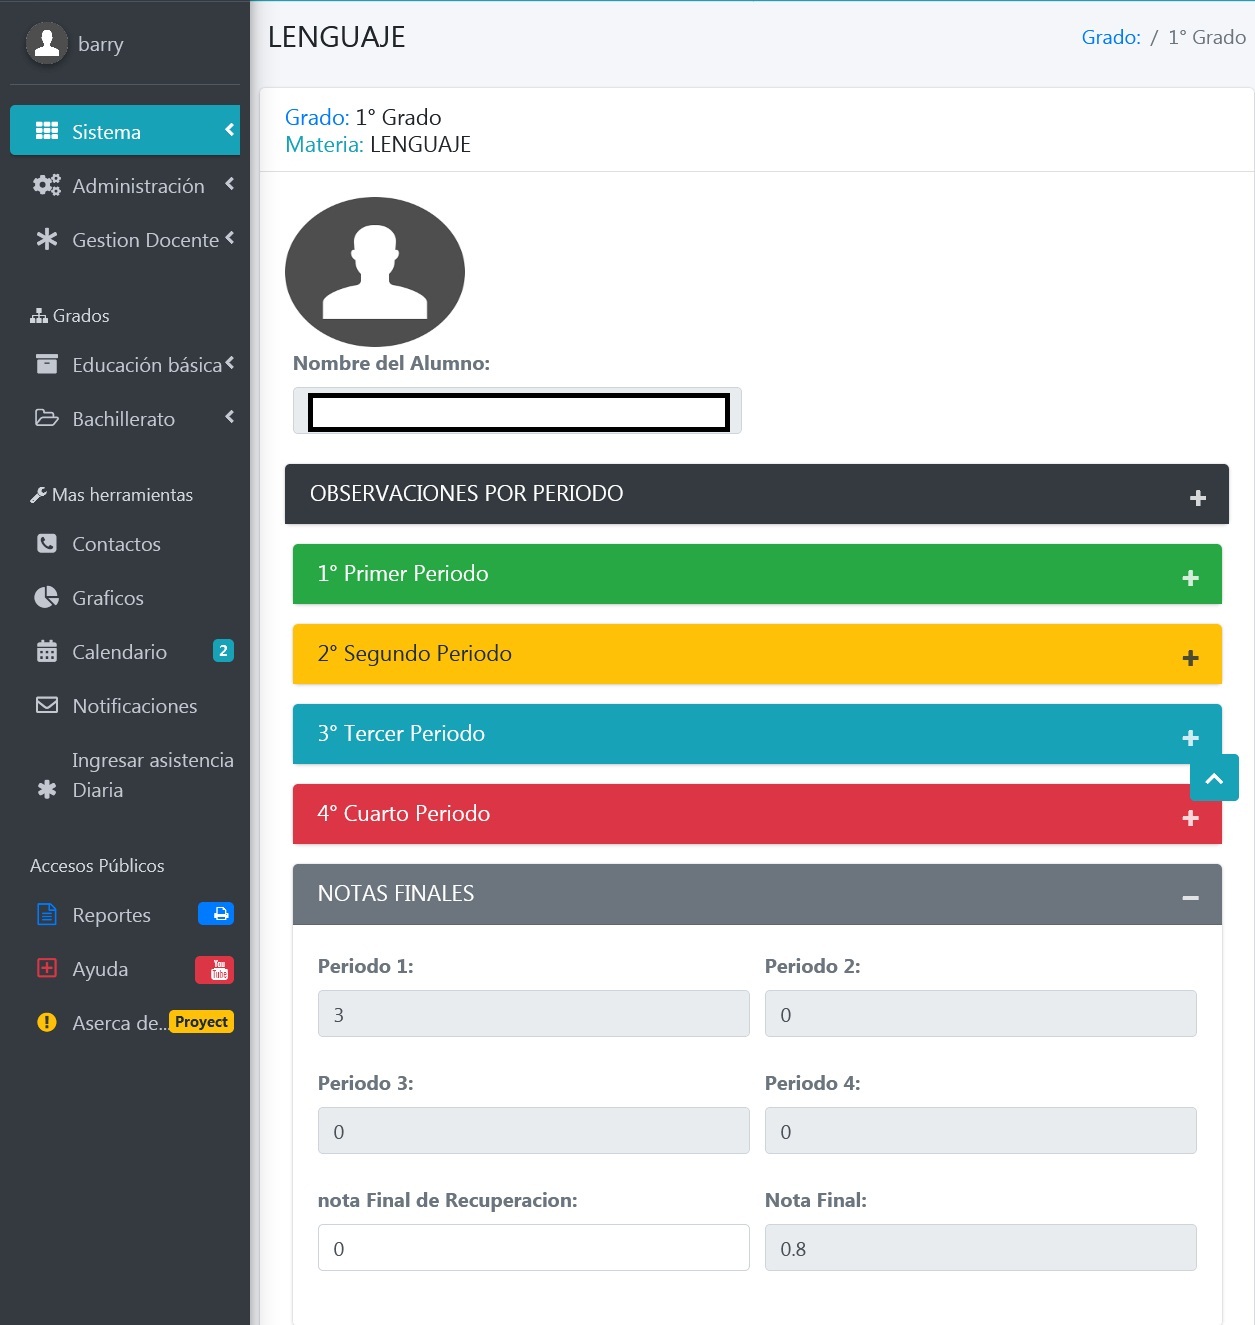 barry
Sistema
Administración
Gestion Docente
Grados
Educación básica
Bachillerato
Mas herramientas
Contactos
Graficos
Calendario 2
Notificaciones
Ingresar asistencia
Diaria
Accesos Públicos
Reportes
Ayuda You Tube
Aserca de... Proyect
LENGUAJE
Grado: / 1° Grado
Grado: 1° Grado
Materia: LENGUAJE
Nombre del Alumno:
OBSERVACIONES POR PERIODO
1° Primer Periodo
2° Segundo Periodo
3° Tercer Periodo
4° Cuarto Periodo
NOTAS FINALES
Periodo 1: Periodo 2:
3 0
Periodo 3: Periodo 4:
0 0
nota Final de Recuperacion: Nota Final:
0 0.8